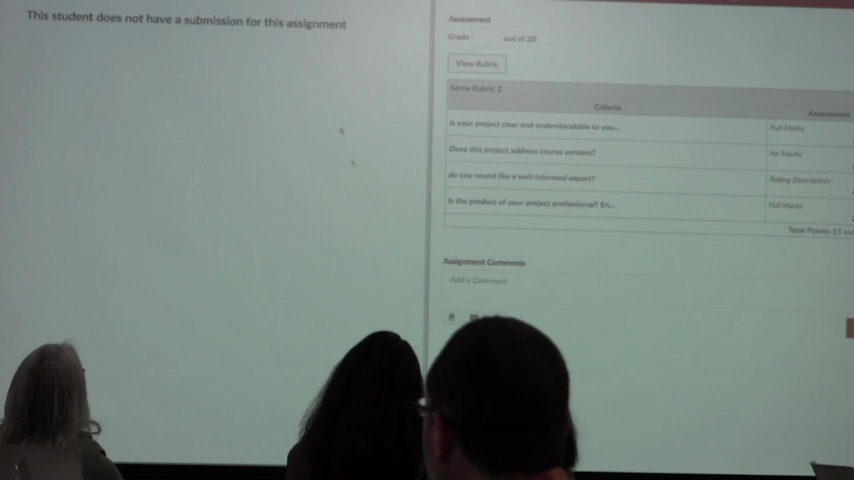 This student does not have a submission for this assignment
Assessment
Grade out of 20
View Rubric
Some Rubric 2
Criteria Assessment
Is your project clear and understandable to you... Full Marks
Does this project address course content? No Marks
do you sound like a well-informed expert? Rating Description
Is the product of your project professional? En... Full Marks
Total Points: 11 ou
Assignment Comments
Add a Comment